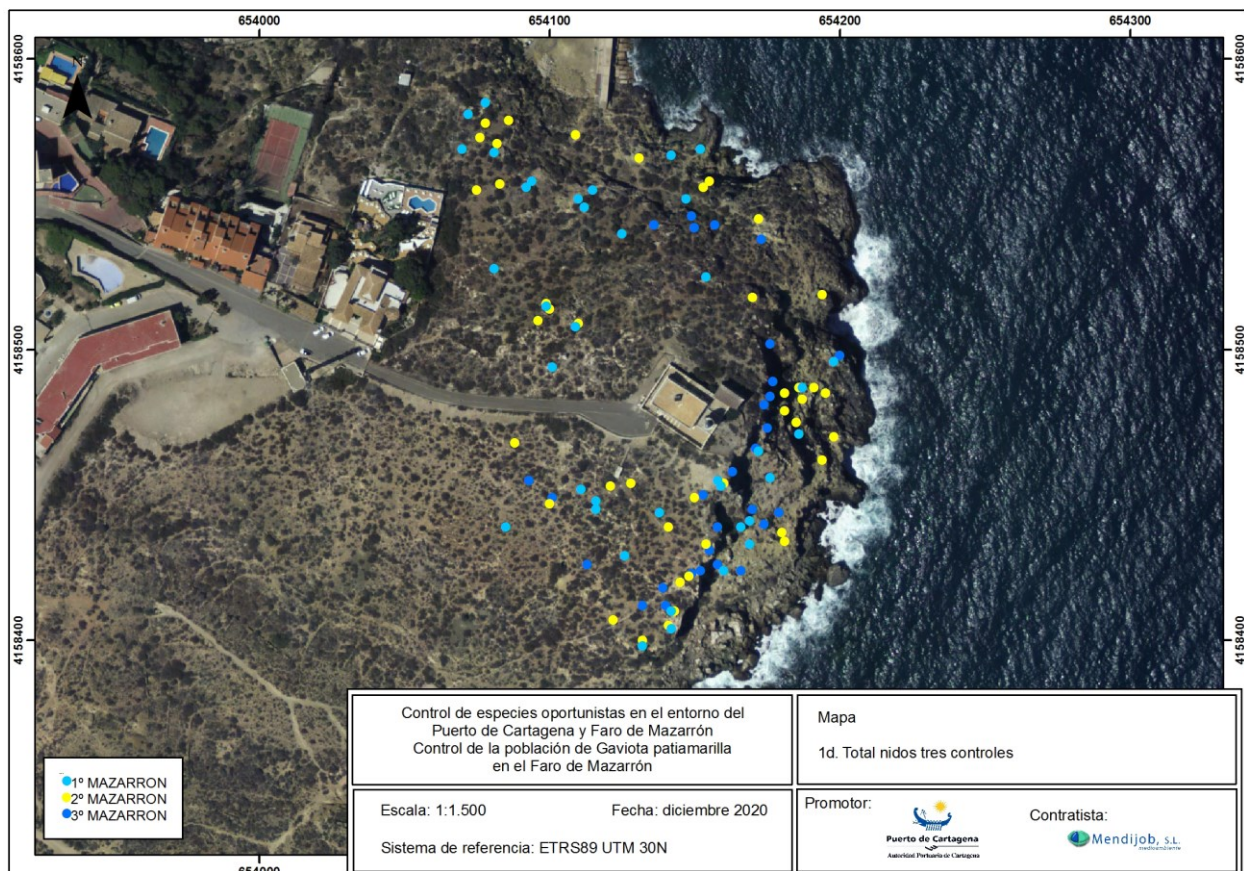 654000
654100
654200
654300
4158600
4158600
N
4158500
4158500
4158400
4158400
1º MAZARRON
2º MAZARRON
3º MAZARRON
Control de especies oportunistas en el entorno del
Puerto de Cartagena y Faro de Mazarrón
Control de la población de Gaviota patiamarilla
en el Faro de Mazarrón
Mapa
1d. Total nidos tres controles
Escala: 1:1.500
Fecha: diciembre 2020
Sistema de referencia: ETRS89 UTM 30N
Promotor:
Puerto de Cartagena
Autoridad Portuaria de Cartagena
Contratista:
Mendijob, S.L.
medioambiente
654000